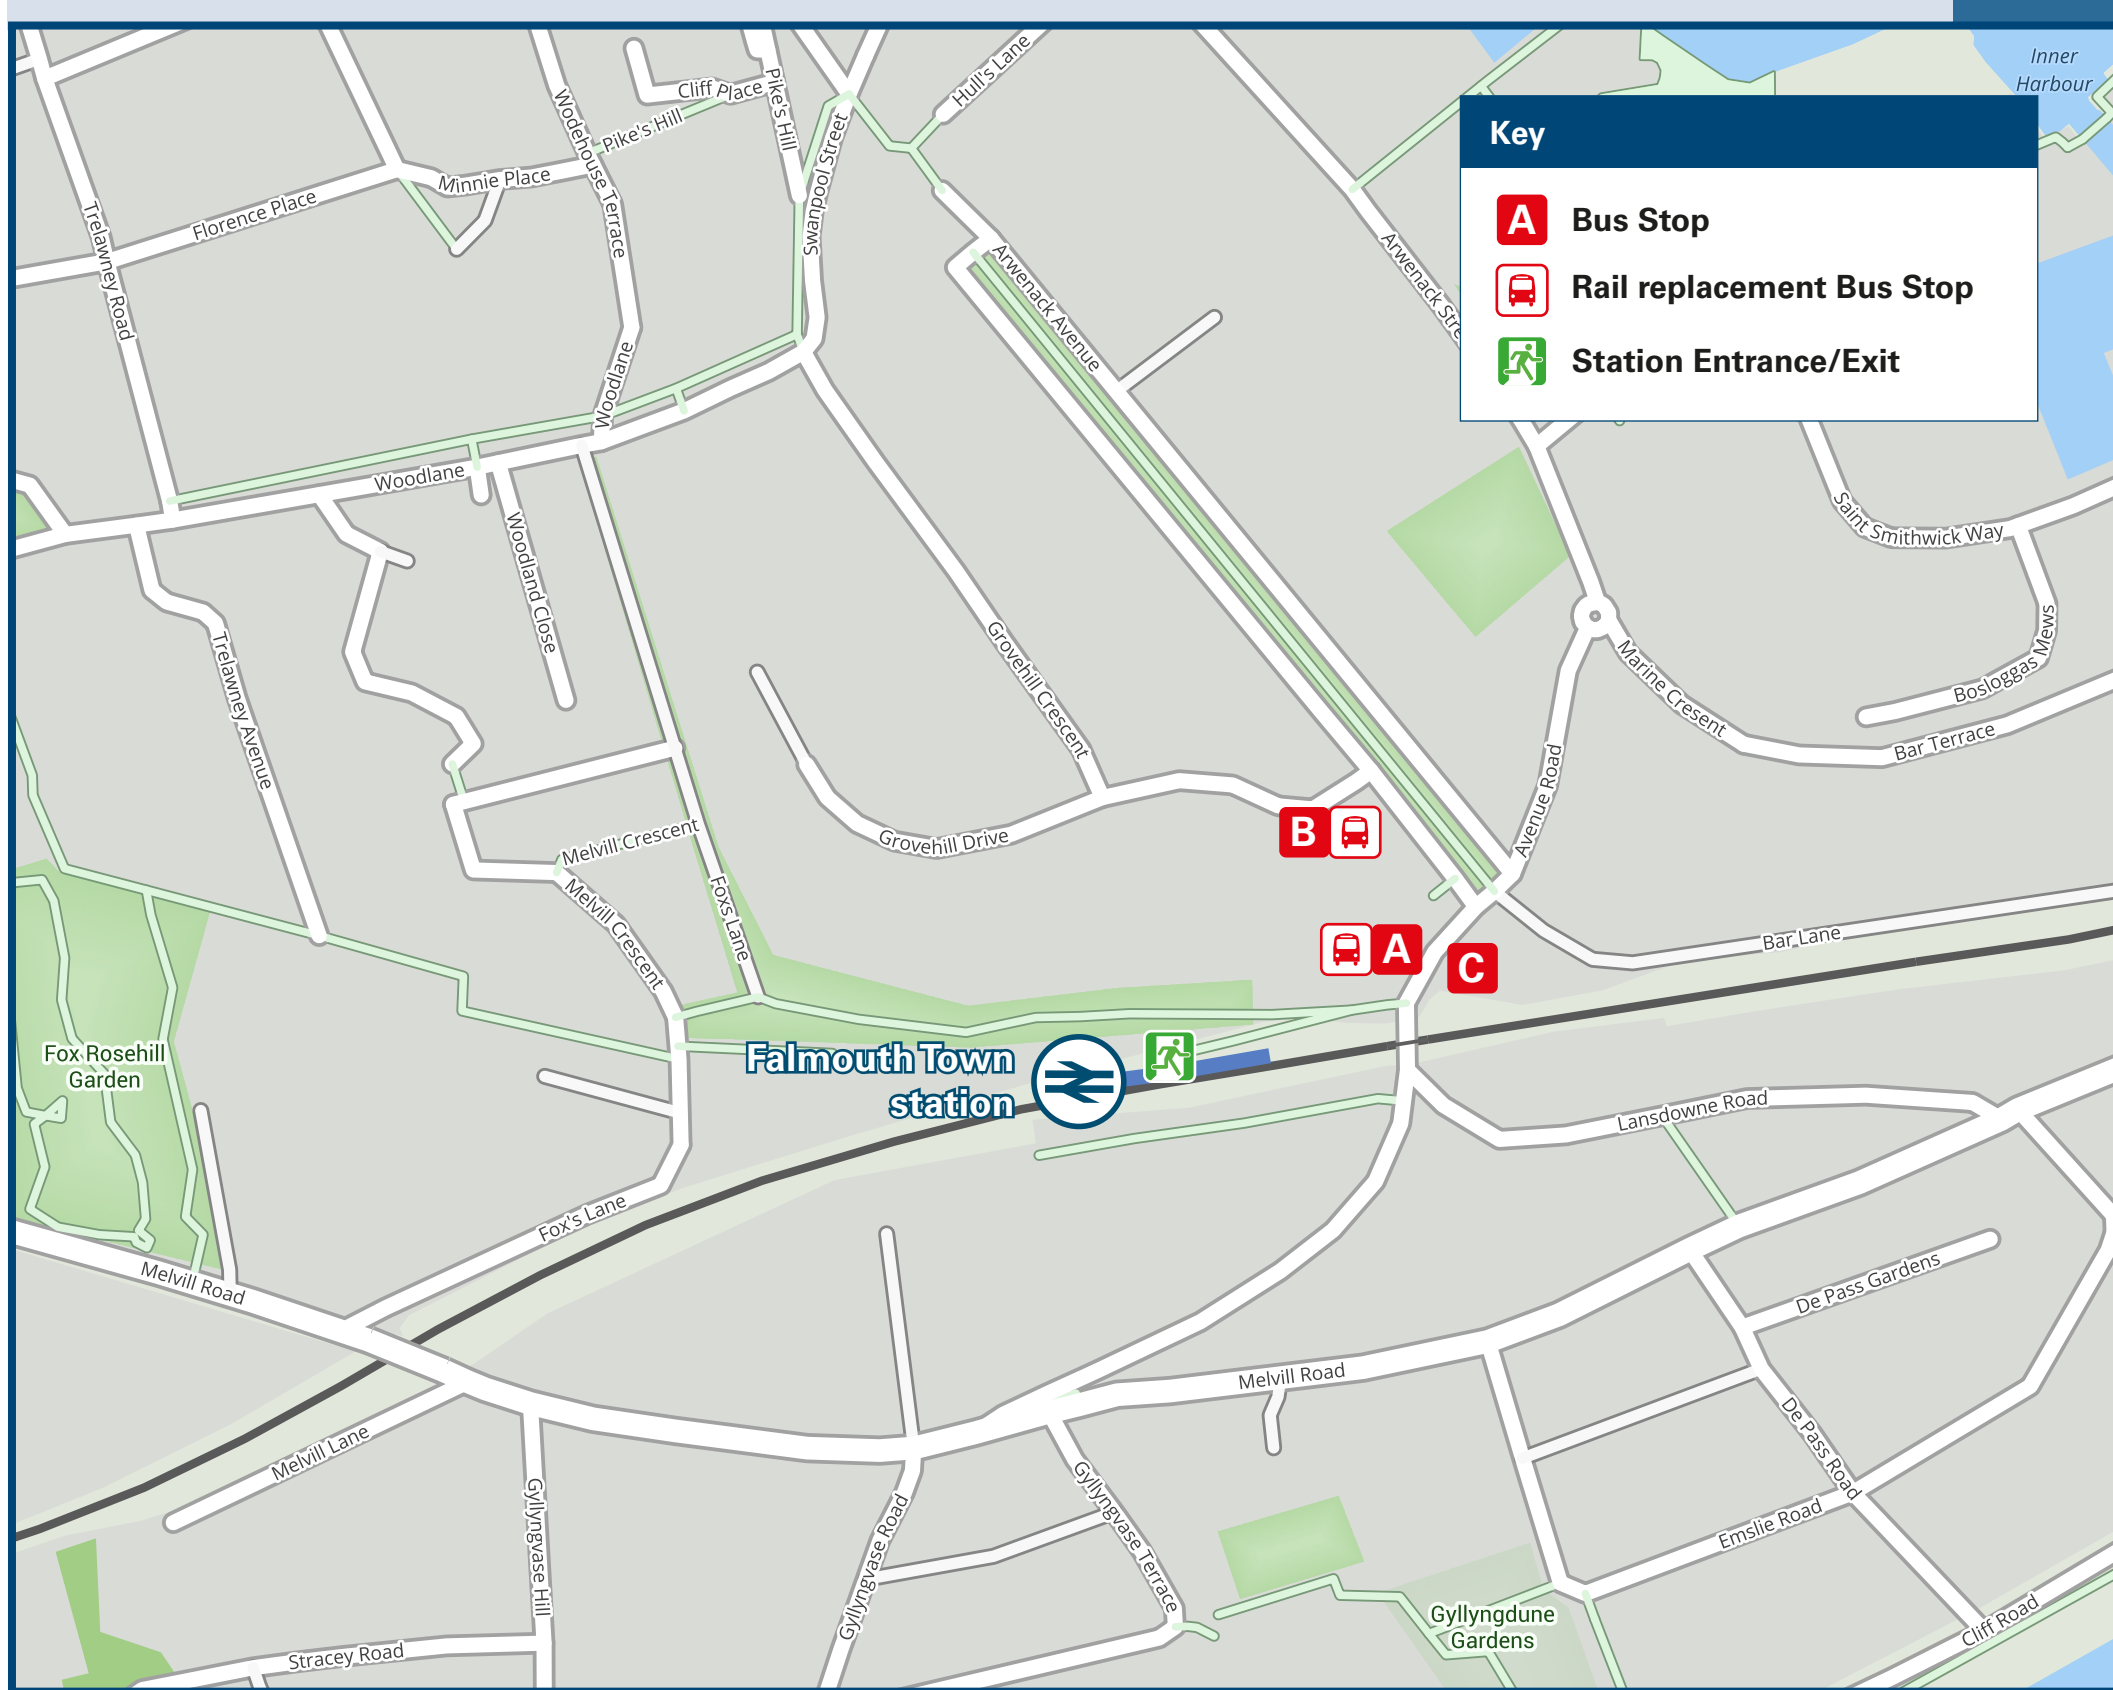 Inner
Harbour
Key
A Bus Stop
Rail replacement Bus Stop
Station Entrance/Exit
Hull's Lane
Cliff Place
Pike's Hill
Pike's Hill
Wodehouse Terrace
Swanpool Street
Minnie Place
Florence Place
Trelawney Road
Arwenack Avenue
Woodlane
Woodlane
Woodland Close
Saint Smithwick Way
Bosloggas Mews
Marine Cresent
Bar Terrace
Trelawney Avenue
Grovehill Crescent
Avenue Road
Grovehill Drive
Melvill Crescent
Melvill Crescent
Foxs Lane
B
A
C
Bar Lane
Fox Rosehill
Garden
Falmouth Town
station
Lansdowne Road
Fox's Lane
Melvill Road
De Pass Gardens
Melvill Road
De Pass Road
Melvill Lane
Gyllyngvase Hill
Gyllyngvase Road
Gyllyngvase Terrace
Emslie Road
Gyllyngdune
Gardens
Cliff Road
Stracey Road
Arwenack Stre